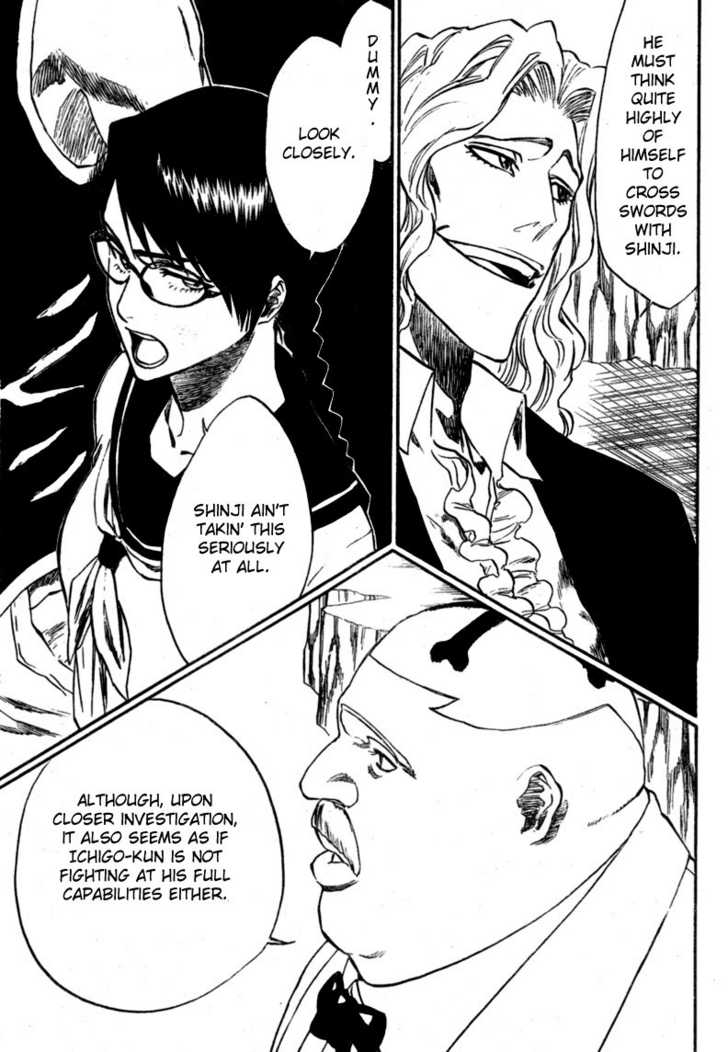 HE
MUST
THINK
QUITE
HIGHLY
OF
HIMSELF
TO
CROSS
SWORDS
WITH
SHINJI.
DUMMY.
LOOK
CLOSELY.
SHINJI AIN'T
TAKIN' THIS
SERIOUSLY
AT ALL.
ALTHOUGH, UPON
CLOSER INVESTIGATION,
IT ALSO SEEMS AS IF
ICHIGO-KUN IS NOT
FIGHTING AT HIS FULL
CAPABILITIES EITHER.